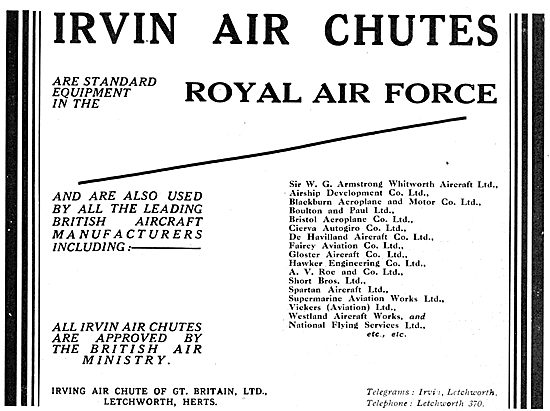 IRVIN AIR CHUTES
ARE STANDARD
EQUIPMENT
IN THE
ROYAL AIR FORCE
AND ARE ALSO USED
BY ALL THE LEADING
BRITISH AIRCRAFT
MANUFACTURERS
INCLUDING:
Sir W. G. Armstrong Whitworth Aircraft Ltd.,
Airship Development Co. Ltd.,
Blackburn Aeroplane and Motor Co. Ltd.,
Boulton and Paul Ltd.,
Bristol Aeroplane Co. Ltd.,
Cierva Autogiro Co. Ltd.,
De Havilland Aircraft Co. Ltd.,
Fairey Aviation Co. Ltd.,
Gloster Aircraft Co. Ltd.,
Hawker Engineering Co. Ltd.,
A. V. Roe and Co. Ltd.,
Short Bros. Ltd.,
Spartan Aircraft Ltd.,
Supermarine Aviation Works Ltd.,
Vickers (Aviation) Ltd.,
Westland Aircraft Works, and
National Flying Services Ltd.,
etc., etc.
ALL IRVIN AIR CHUTES
ARE APPROVED BY
THE BRITISH AIR
MINISTRY.
IRVING AIR CHUTE OF GT. BRITAIN, LTD.,
LETCHWORTH, HERTS.
Telegrams: Irvin, Letchworth.
Telephone: Letchworth 370.